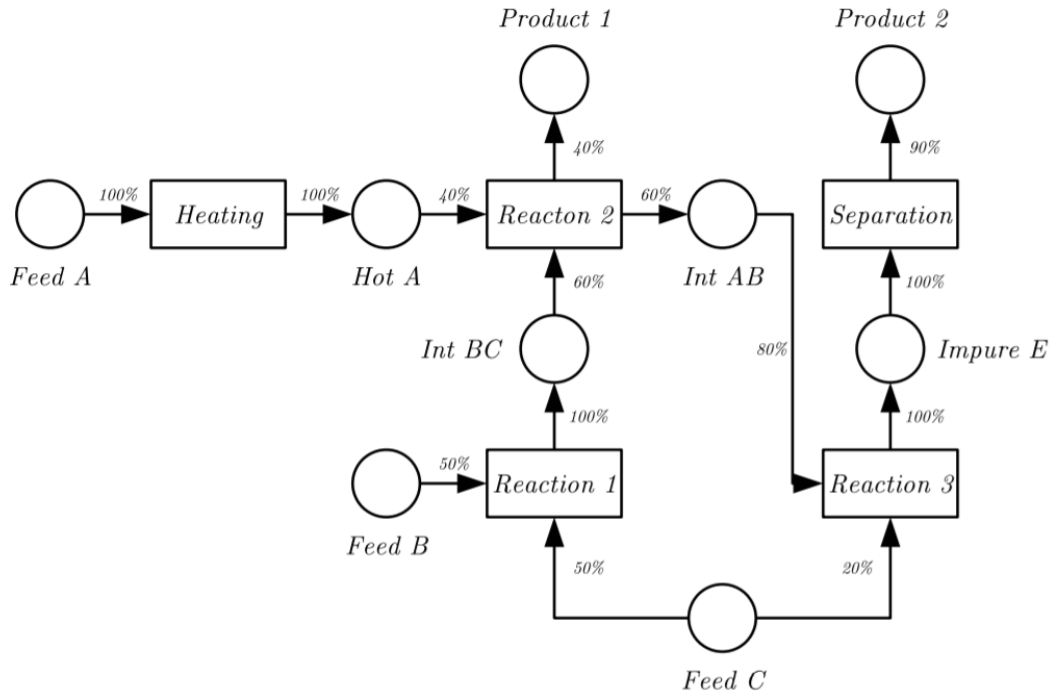 Product 1
Product 2
40%
90%
100%
100%
40%
60%
Heating
Reacton 2
Separation
Feed A
Hot A
Int AB
60%
100%
Int BC
80%
Impure E
100%
100%
50%
Reaction 1
Reaction 3
Feed B
50%
20%
Feed C